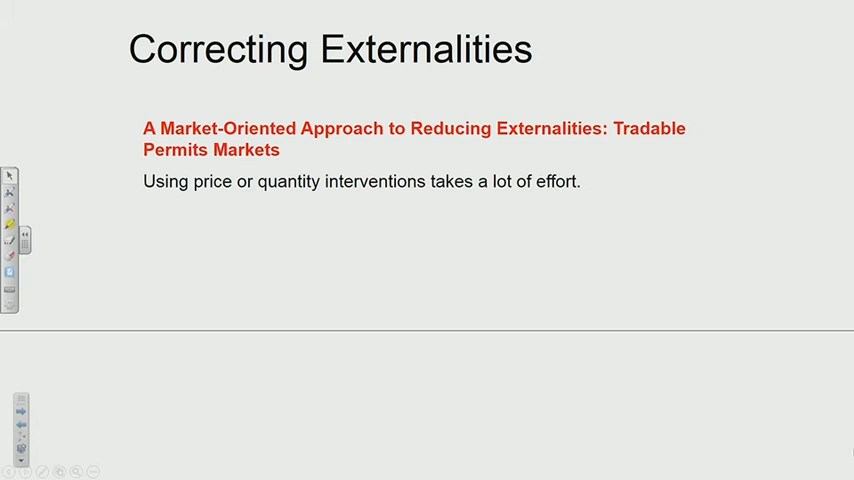 Correcting Externalities
A Market-Oriented Approach to Reducing Externalities: Tradable
Permits Markets
Using price or quantity interventions takes a lot of effort.